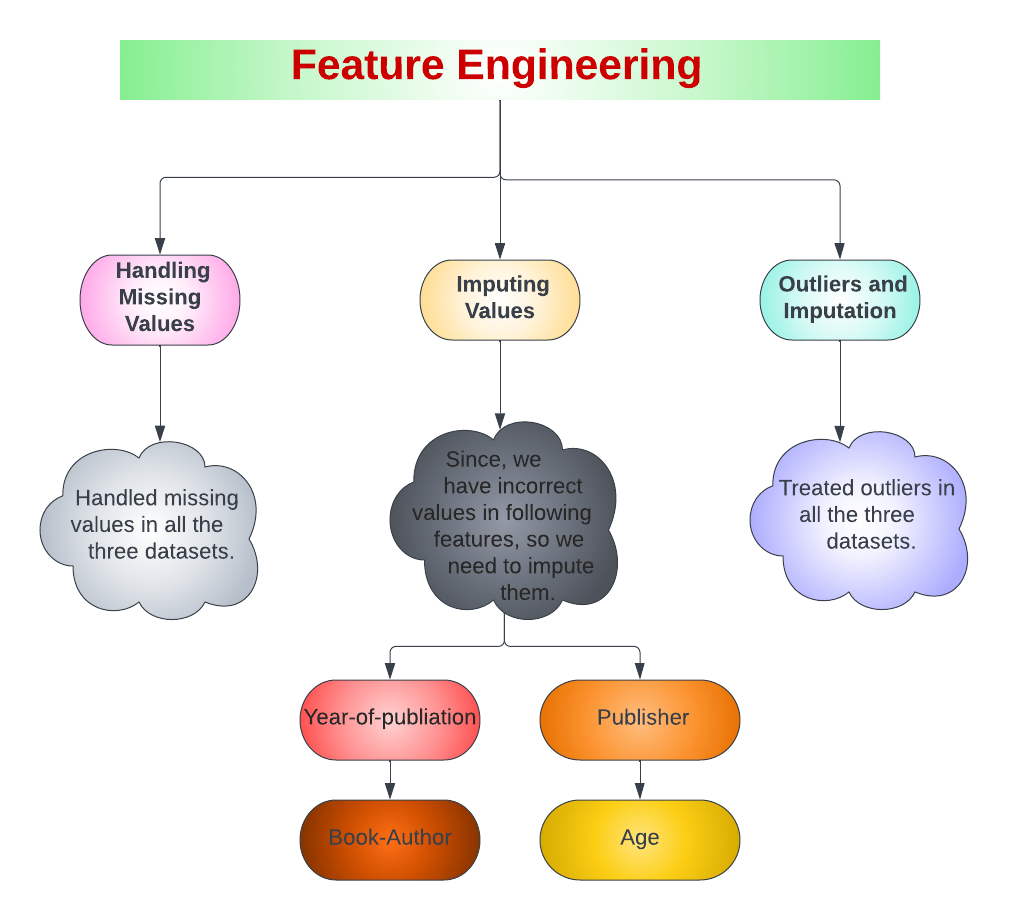 Feature Engineering
Handling
Missing
Values
Imputing
Values
Outliers and
Imputation
Handled missing
values in all the
three datasets.
Since, we
have incorrect
values in following
features, so we
need to impute
them.
Treated outliers in
all the three
datasets.
Year-of-publiation
Publisher
Book-Author
Age